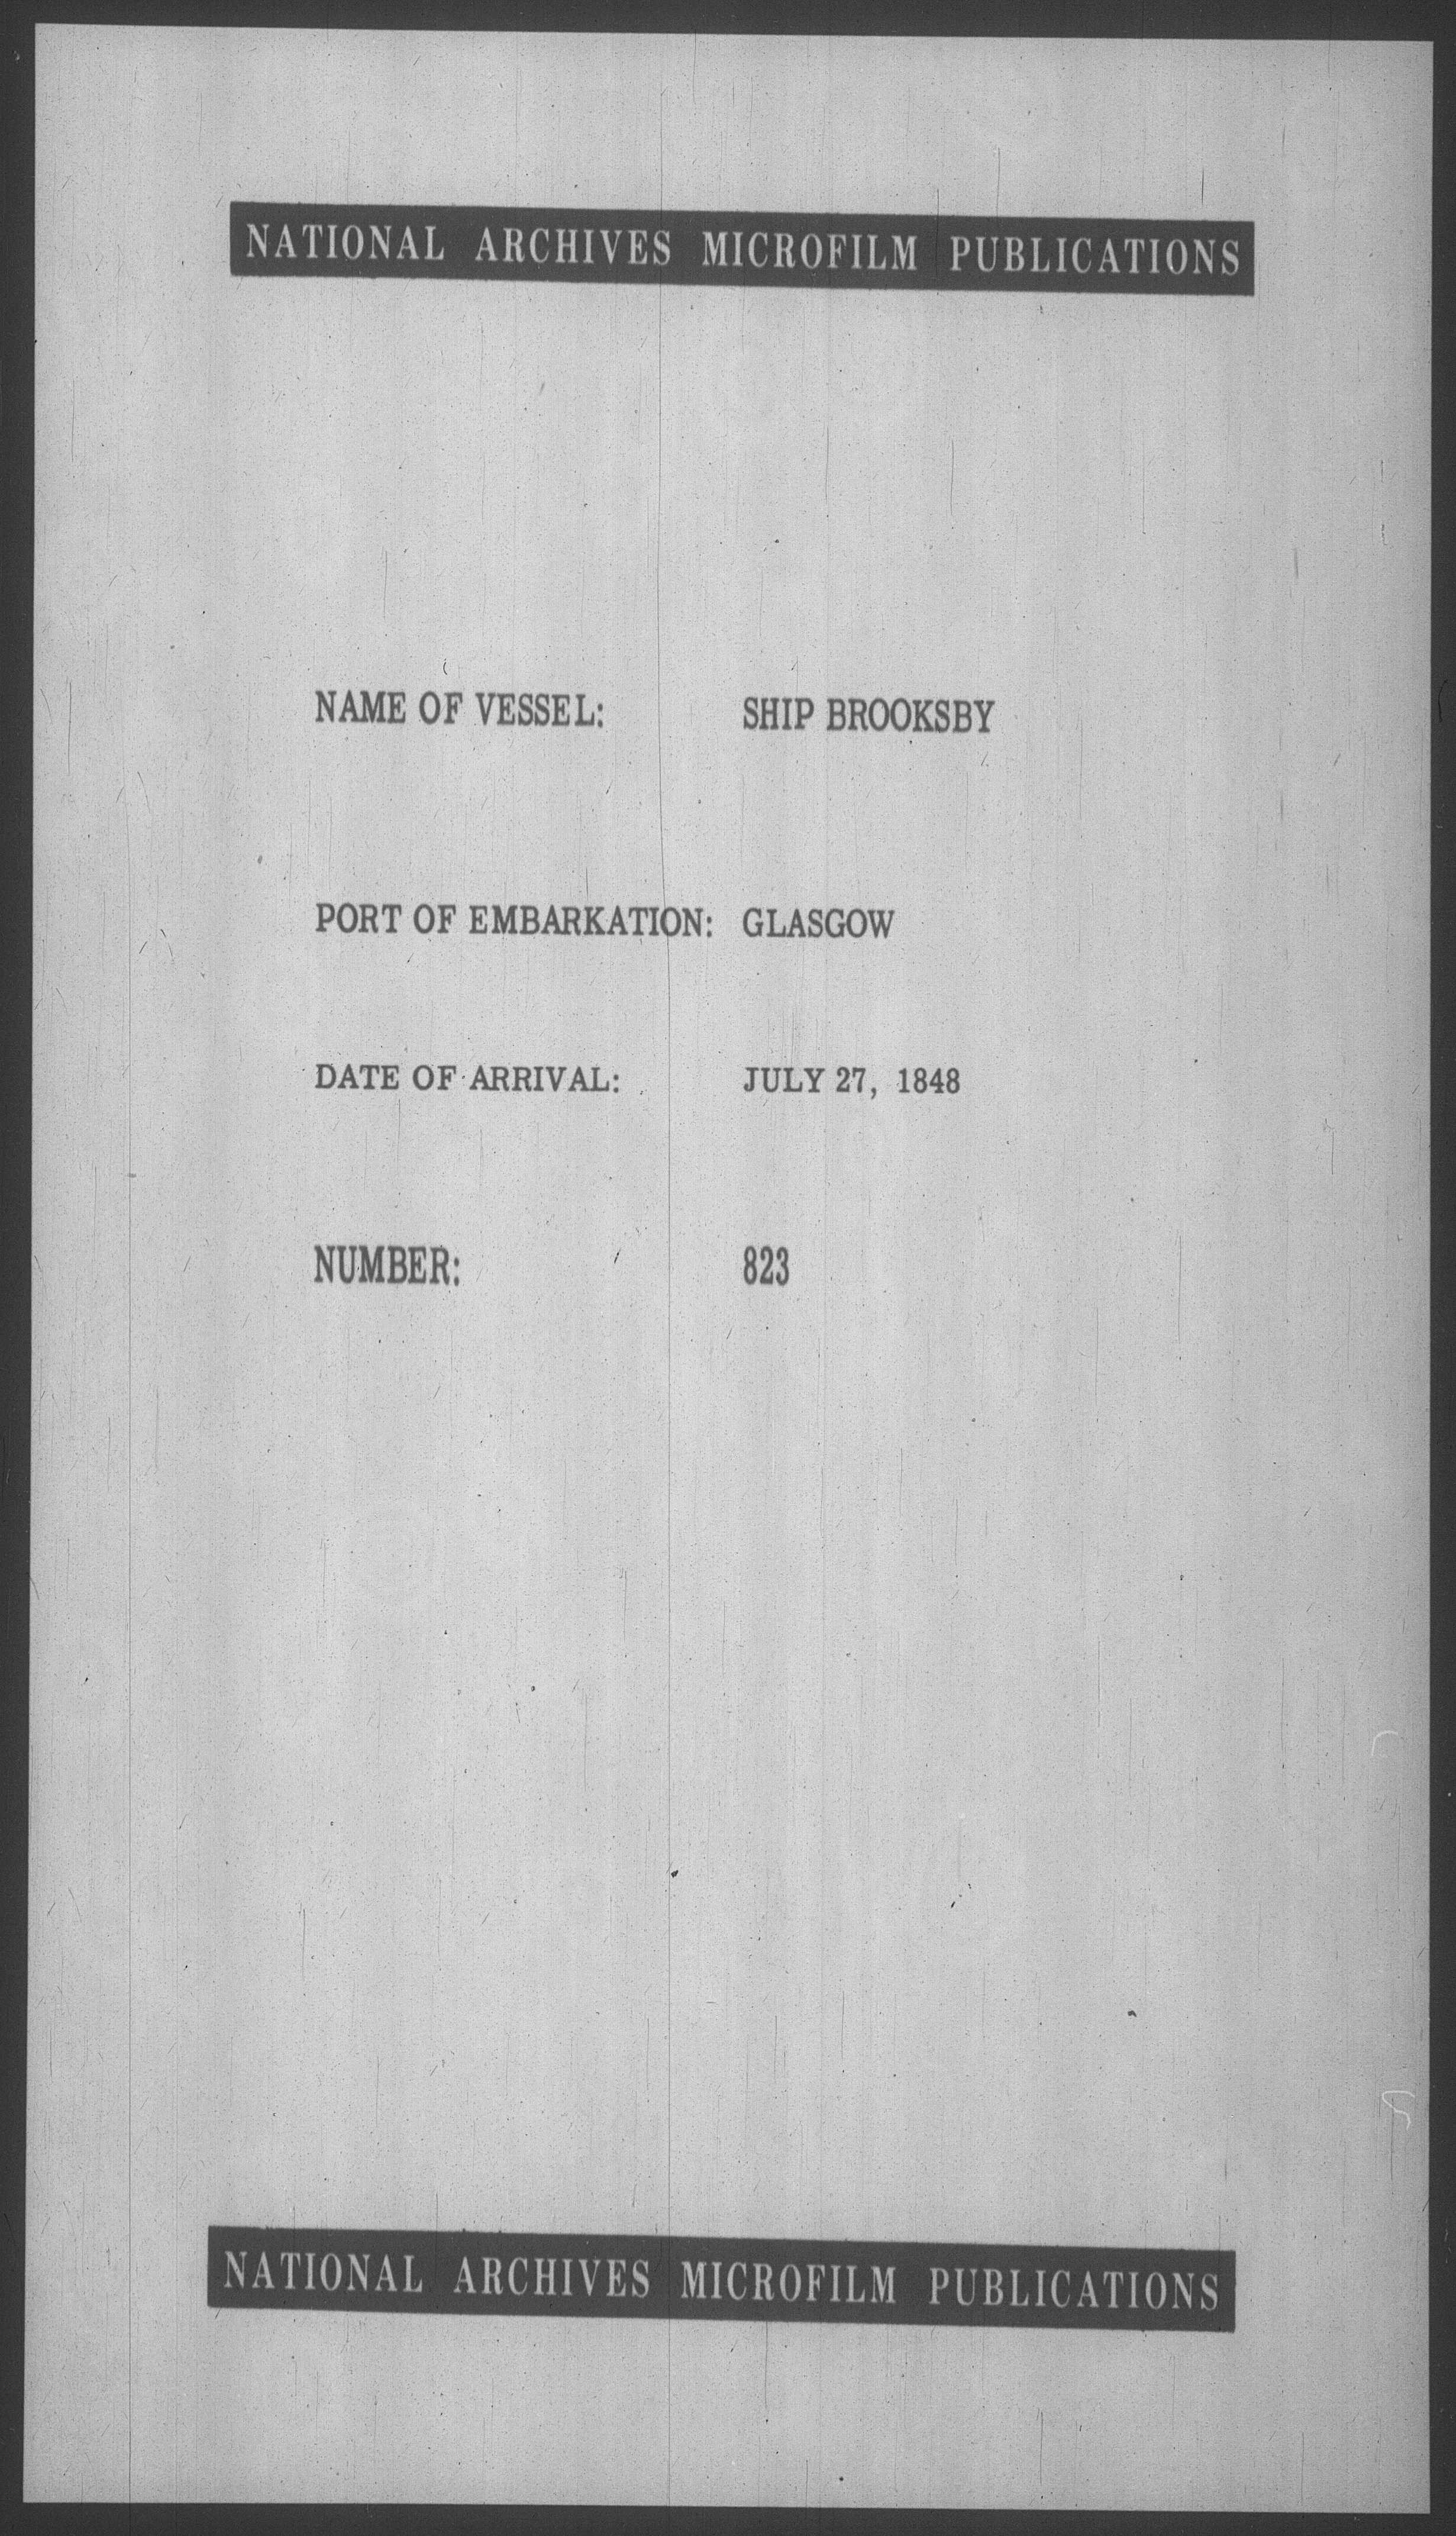 NATIONAL ARCHIVES MICROFILM PUBLICATIONS
NAME OF VESSEL: SHIP BROOKSBY
PORT OF EMBARKATION: GLASGOW
DATE OF ARRIVAL: JULY 27, 1848
NUMBER: 823
NATIONAL ARCHIVES MICROFILM PUBLICATIONS